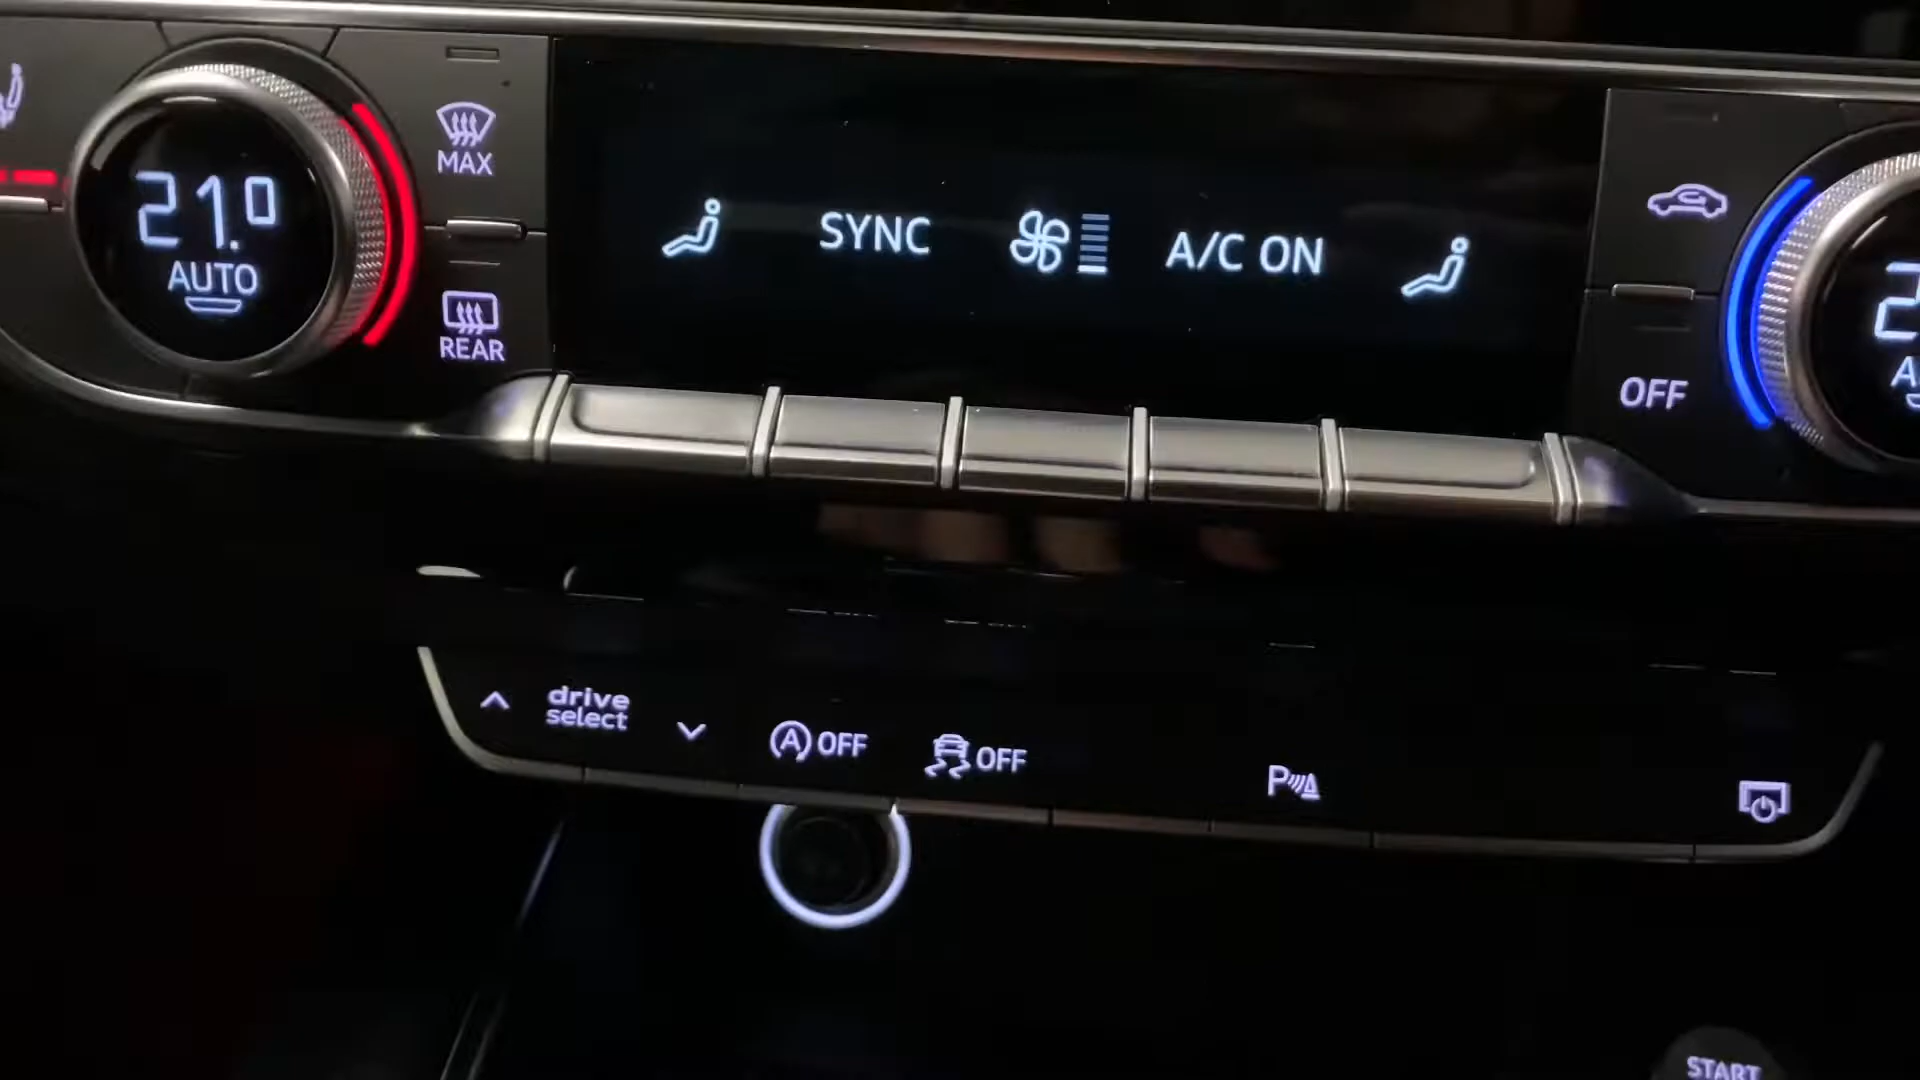 21.0
AUTO
MAX
REAR
SYNC
A/C ON
OFF
drive
select
A OFF
OFF
P
START